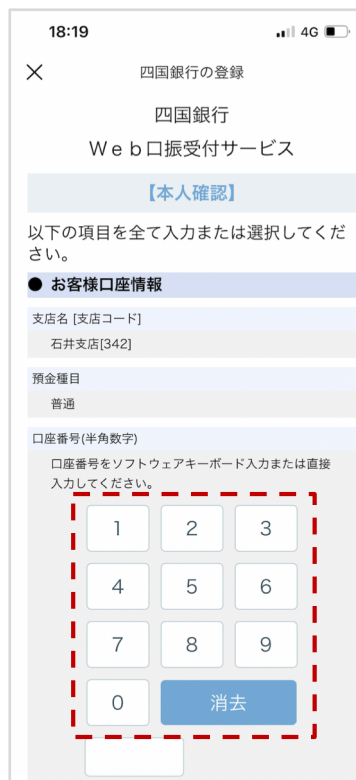 18:19 4G
四国銀行の登録
四国銀行
Ｗｅｂ口振受付サービス
【本人確認】
以下の項目を全て入力または選択してくだ
さい。
● お客様口座情報
支店名 [支店コード]
石井支店[342]
預金種目
普通
口座番号(半角数字)
口座番号をソフトウェアキーボード入力または直接
入力してください。
1 2 3
4 5 6
7 8 9
0 消去